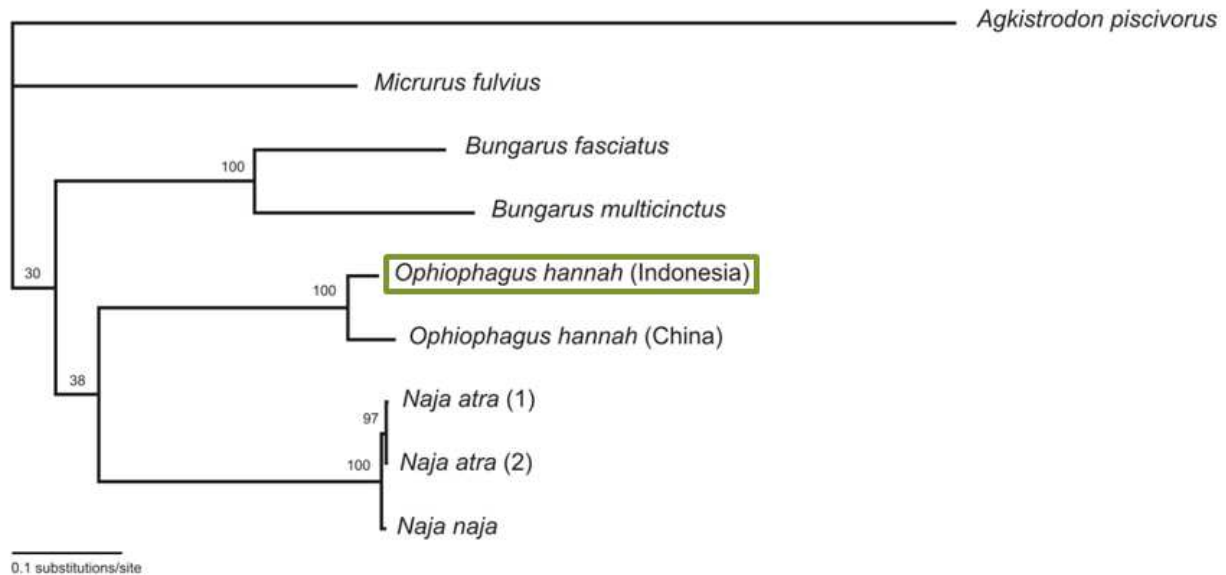 Agkistrodon piscivorus
Micrurus fulvius
Bungarus fasciatus
100
Bungarus multicinctus
30
Ophiophagus hannah (Indonesia)
100
Ophiophagus hannah (China)
38
Naja atra (1)
97
Naja atra (2)
100
Naja naja
0.1 substitutions/site